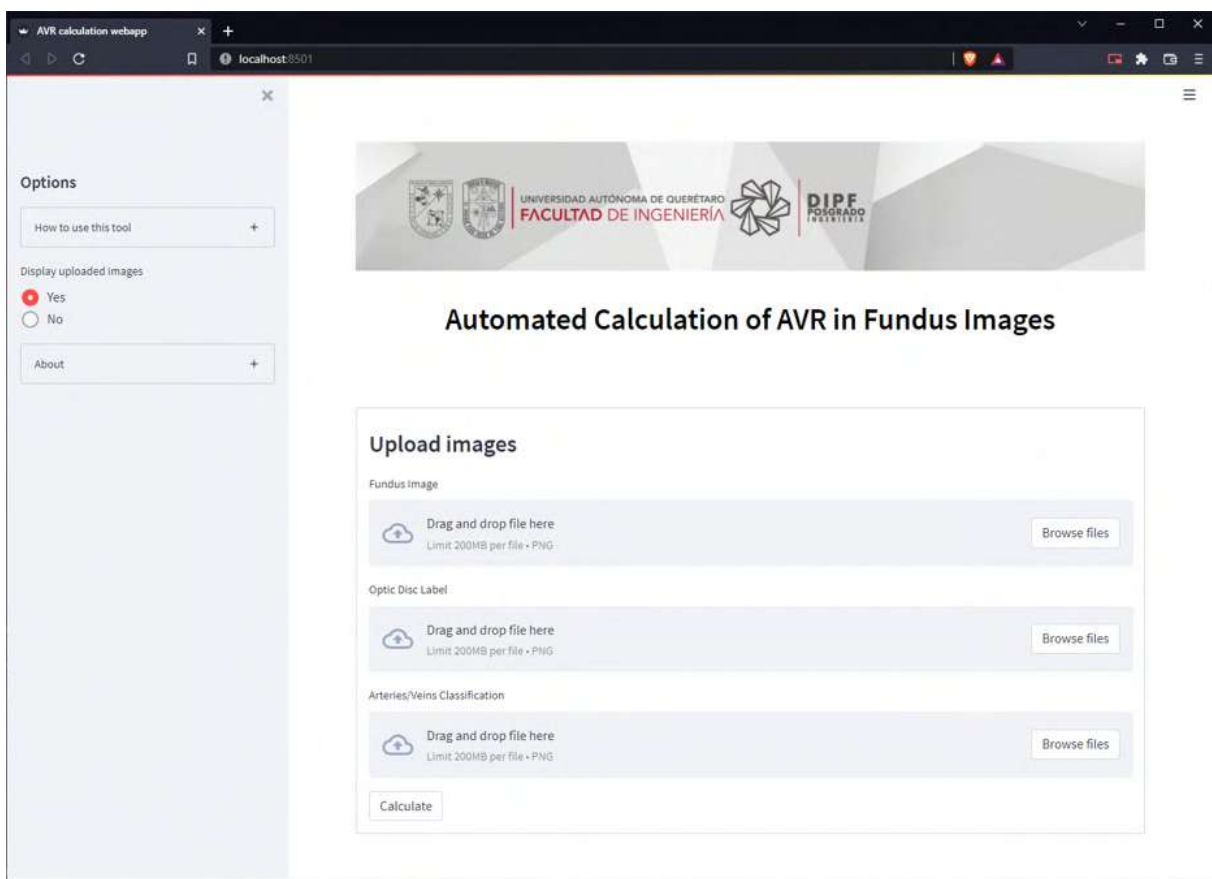 AVR calculation webapp
localhost:8501
Options
How to use this tool
Display uploaded images
Yes
No
About
UNIVERSIDAD AUTÓNOMA DE QUERÉTARO
FACULTAD DE INGENIERÍA
DIPF
POSGRADO
INGENIERÍA
Automated Calculation of AVR in Fundus Images
Upload images
Fundus Image
Drag and drop file here
Limit 200MB per file • PNG
Browse files
Optic Disc Label
Drag and drop file here
Limit 200MB per file • PNG
Browse files
Arteries/Veins Classification
Drag and drop file here
Limit 200MB per file • PNG
Browse files
Calculate